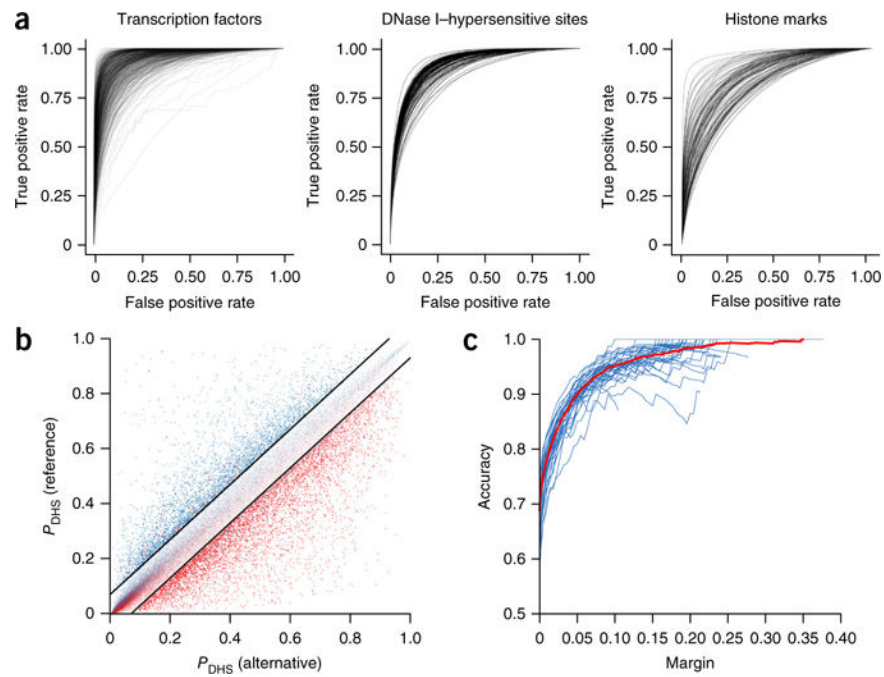 a
Transcription factors
DNase I–hypersensitive sites
Histone marks
True positive rate
1.00
0.75
0.50
0.25
0
0 0.25 0.50 0.75 1.00
False positive rate
True positive rate
1.00
0.75
0.50
0.25
0
0 0.25 0.50 0.75 1.00
False positive rate
True positive rate
1.00
0.75
0.50
0.25
0
0 0.25 0.50 0.75 1.00
False positive rate
b
PDHS (reference)
1.0
0.8
0.6
0.4
0.2
0
0 0.2 0.4 0.6 0.8 1.0
PDHS (alternative)
c
Accuracy
1.0
0.9
0.8
0.7
0.6
0.5
0 0.05 0.10 0.15 0.20 0.25 0.30 0.35 0.40
Margin